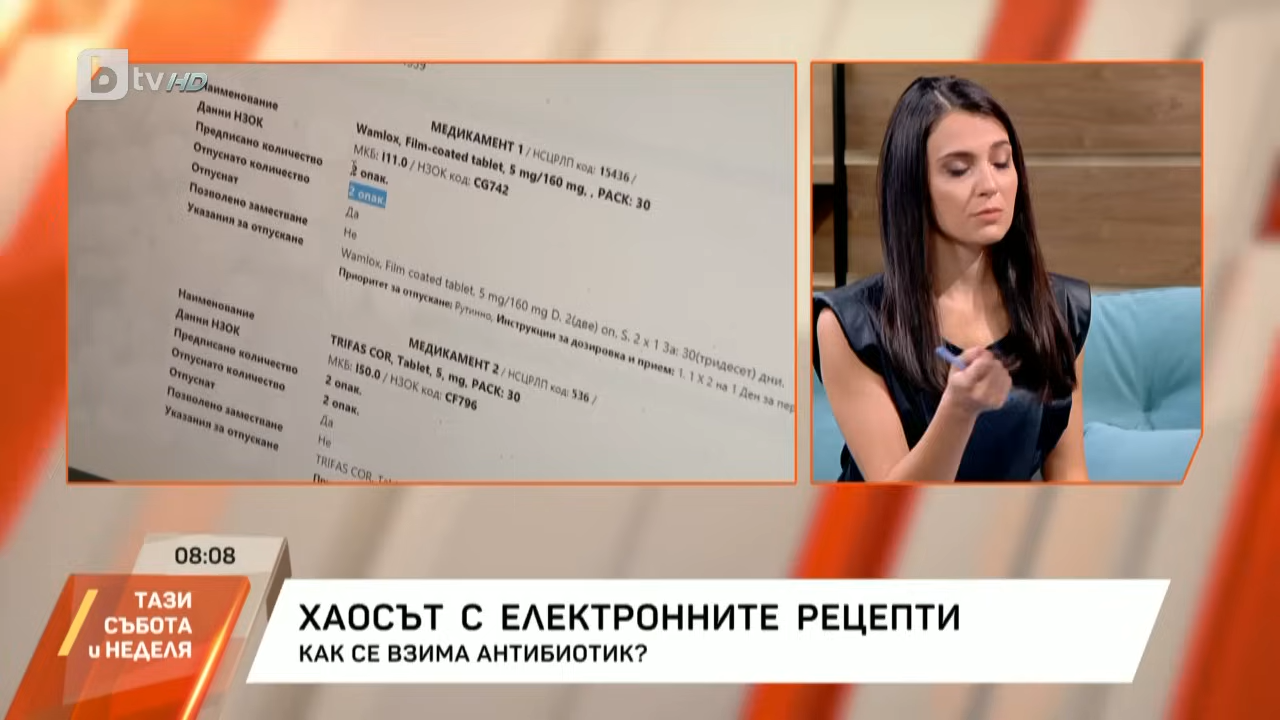 btv HD
Наименование
Данни НЗОК
Предписано количество
Отпуснато количество
Отпуснат
Позволено заместване
Указания за отпускане
МЕДИКАМЕНТ 1 / НСЦРЛП код: 15436 /
Wamlox, Film-coated tablet, 5 mg/160 mg, , PACK: 30
МКБ: I11.0 / НЗОК код: CG742
2 опак.
2 опак.
Да
Не
Wamlox, Film coated tablet, 5 mg/160 mg D. 2(две) оп. S. 2 x 1 За: 30(тридесет) дни.
Приоритет за отпускане: Рутинно, Инструкции за дозировка и прием: 1. 1 X 2 на 1 Ден за
Наименование
Данни НЗОК
Предписано количество
Отпуснато количество
Отпуснат
Позволено заместване
Указания за отпускане
МЕДИКАМЕНТ 2 / НСЦРЛП код: 536 /
TRIFAS COR, Tablet, 5, mg, PACK: 30
МКБ: I50.0 / НЗОК код: CF796
2 опак.
2 опак.
Да
Не
TRIFAS COR,
08:08
ТАЗИ
СЪБОТА
и НЕДЕЛЯ
ХАОСЪТ С ЕЛЕКТРОННИТЕ РЕЦЕПТИ
КАК СЕ ВЗИМА АНТИБИОТИК?